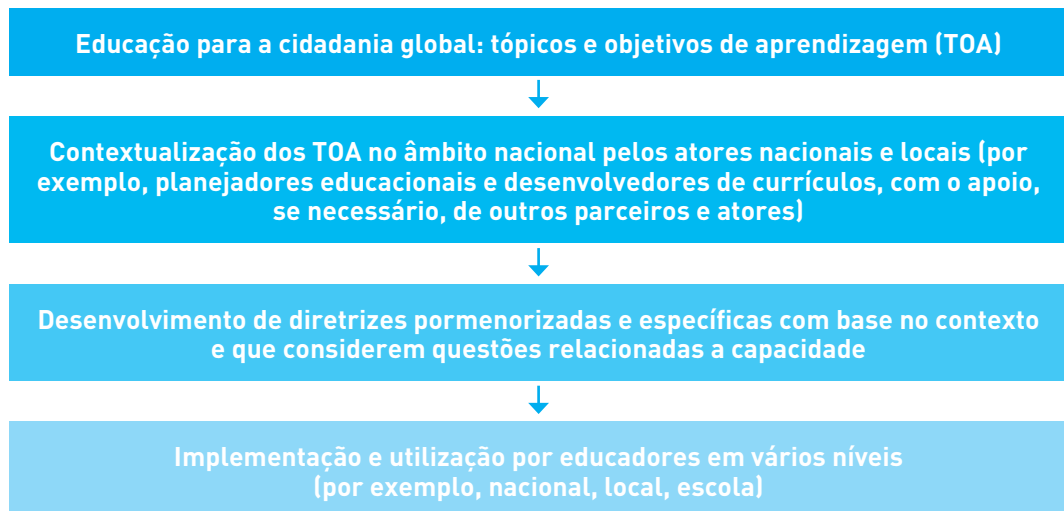 Educação para a cidadania global: tópicos e objetivos de aprendizagem (TOA)
Contextualização dos TOA no âmbito nacional pelos atores nacionais e locais (por
exemplo, planejadores educacionais e desenvolvedores de currículos, com o apoio,
se necessário, de outros parceiros e atores)
Desenvolvimento de diretrizes pormenorizadas e específicas com base no contexto
e que considerem questões relacionadas a capacidade
Implementação e utilização por educadores em vários níveis
(por exemplo, nacional, local, escola)